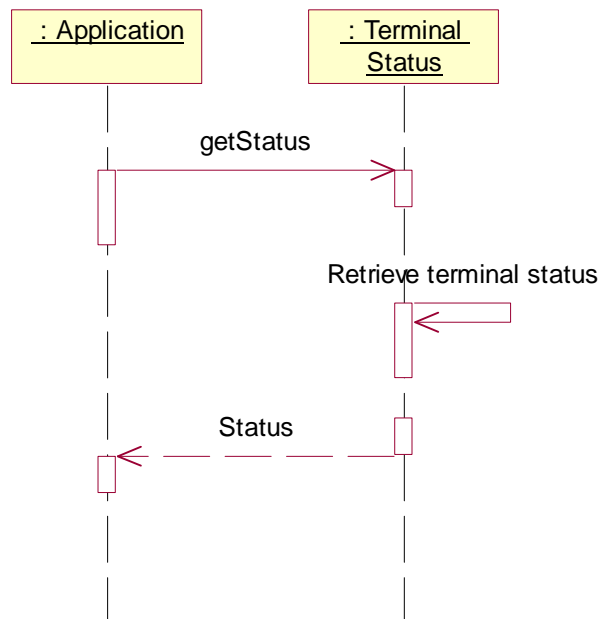 : Application
: Terminal
Status
getStatus
Retrieve terminal status
Status